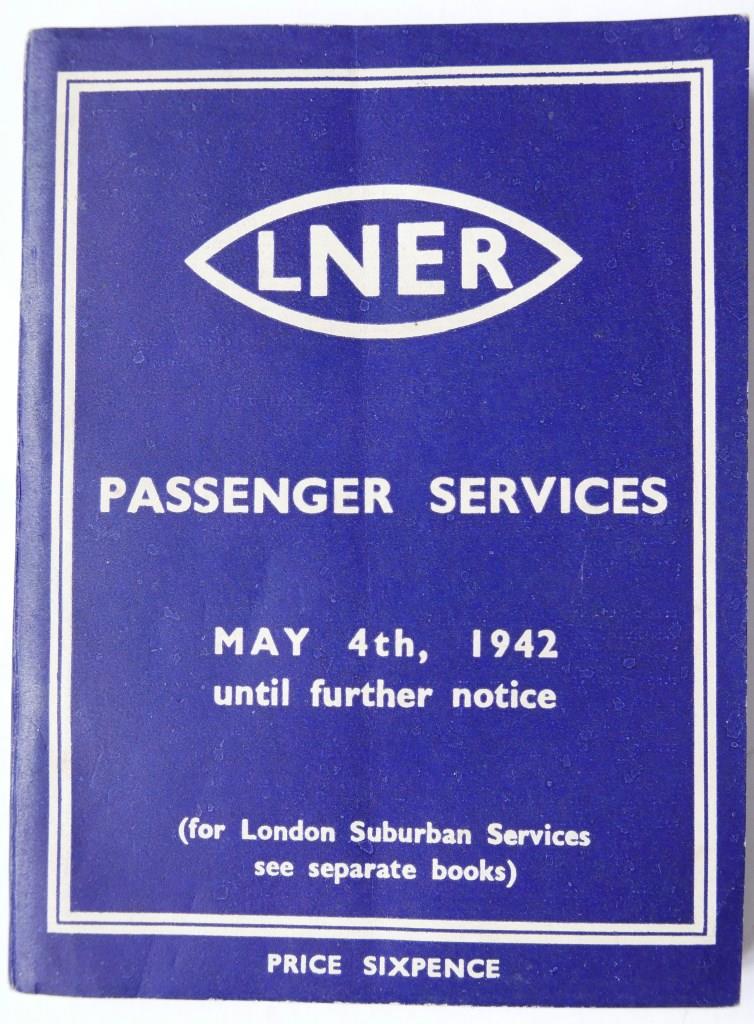 LNER
PASSENGER SERVICES
MAY 4th, 1942
until further notice
(for London Suburban Services
see separate books)
PRICE SIXPENCE